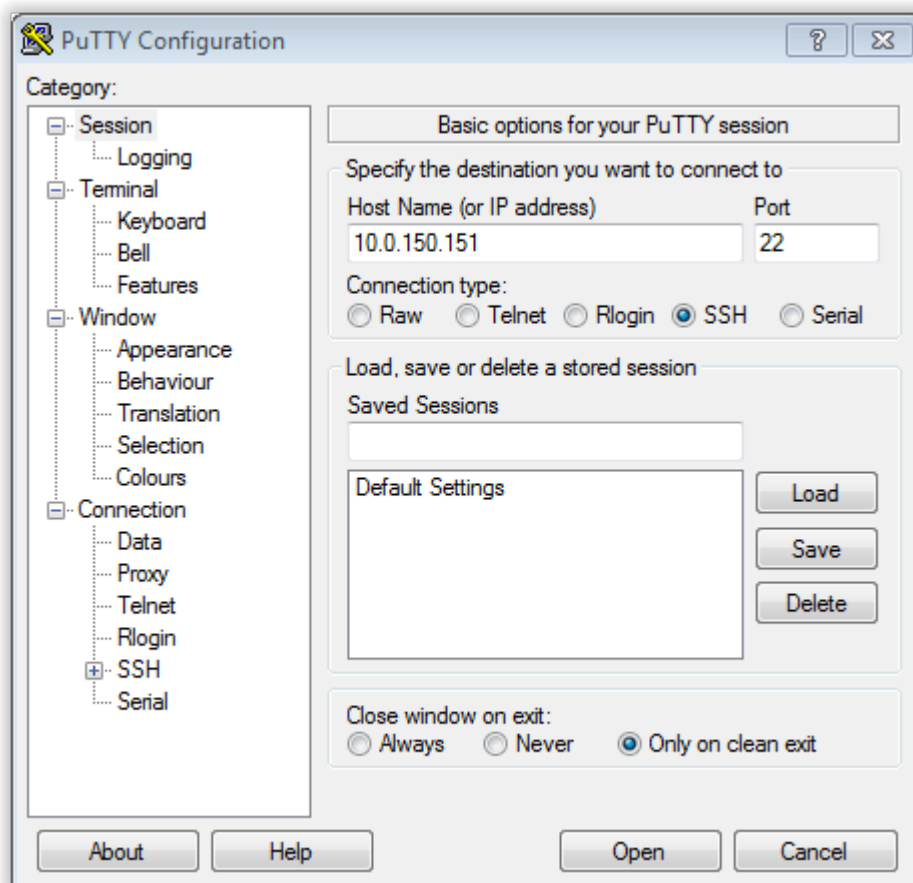 PuTTY Configuration
Category:
Session
Logging
Terminal
Keyboard
Bell
Features
Window
Appearance
Behaviour
Translation
Selection
Colours
Connection
Data
Proxy
Telnet
Rlogin
SSH
Serial
Basic options for your PuTTY session
Specify the destination you want to connect to
Host Name (or IP address) Port
10.0.150.151 22
Connection type:
Raw Telnet Rlogin SSH Serial
Load, save or delete a stored session
Saved Sessions
Default Settings
Load
Save
Delete
Close window on exit:
Always Never Only on clean exit
About Help Open Cancel